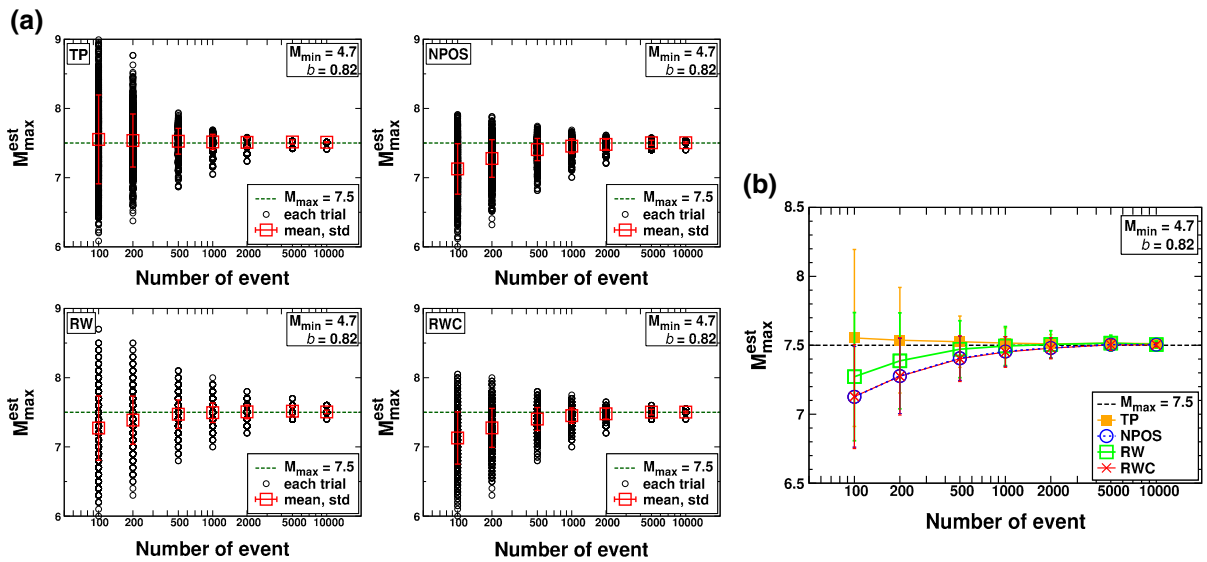 (a)
TP
M_min = 4.7
b = 0.82
M_max^est
9
8
7
6
M_max = 7.5
each trial
mean, std
100 200 500 1000 2000 5000 10000
Number of event
NPOS
M_min = 4.7
b = 0.82
M_max^est
9
8
7
6
M_max = 7.5
each trial
mean, std
100 200 500 1000 2000 5000 10000
Number of event
RW
M_min = 4.7
b = 0.82
M_max^est
9
8
7
6
M_max = 7.5
each trial
mean, std
100 200 500 1000 2000 5000 10000
Number of event
RWC
M_min = 4.7
b = 0.82
M_max^est
9
8
7
6
M_max = 7.5
each trial
mean, std
100 200 500 1000 2000 5000 10000
Number of event
(b)
M_min = 4.7
b = 0.82
M_max^est
8.5
8
7.5
7
6.5
M_max = 7.5
TP
NPOS
RW
RWC
100 200 500 1000 2000 5000 10000
Number of event